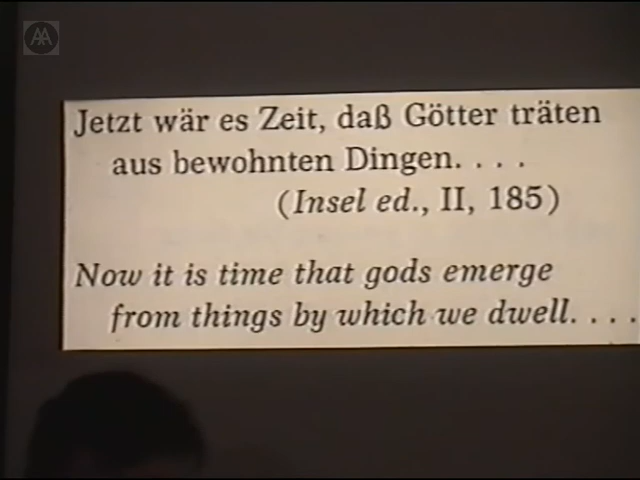 AA
Jetzt wär es Zeit, daß Götter träten
aus bewohnten Dingen. . . .
(Insel ed., II, 185)
Now it is time that gods emerge
from things by which we dwell. . . .